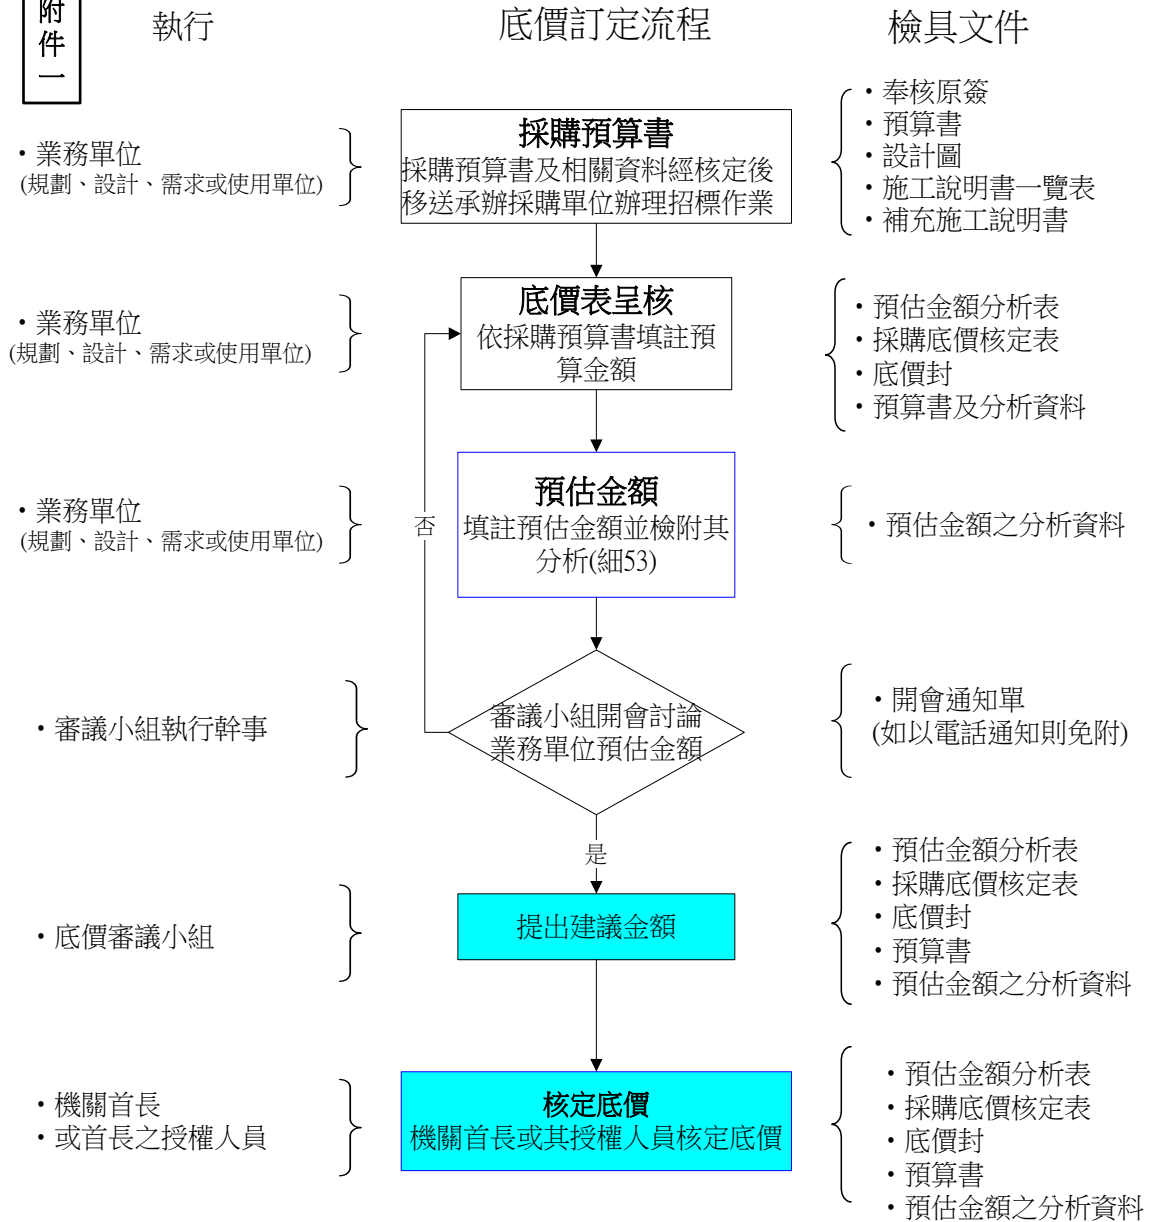 附件一
執行
底價訂定流程
檢具文件
・業務單位
(規劃、設計、需求或使用單位)
採購預算書
採購預算書及相關資料經核定後
移送承辦採購單位辦理招標作業
・奉核原簽
・預算書
・設計圖
・施工說明書一覽表
・補充施工說明書
・業務單位
(規劃、設計、需求或使用單位)
底價表呈核
依採購預算書填註預
算金額
・預估金額分析表
・採購底價核定表
・底價封
・預算書及分析資料
・業務單位
(規劃、設計、需求或使用單位)
否
預估金額
填註預估金額並檢附其
分析(細53)
・預估金額之分析資料
・審議小組執行幹事
審議小組開會討論
業務單位預估金額
・開會通知單
(如以電話通知則免附)
是
・底價審議小組
提出建議金額
・預估金額分析表
・採購底價核定表
・底價封
・預算書
・預估金額之分析資料
・機關首長
・或首長之授權人員
核定底價
機關首長或其授權人員核定底價
・預估金額分析表
・採購底價核定表
・底價封
・預算書
・預估金額之分析資料